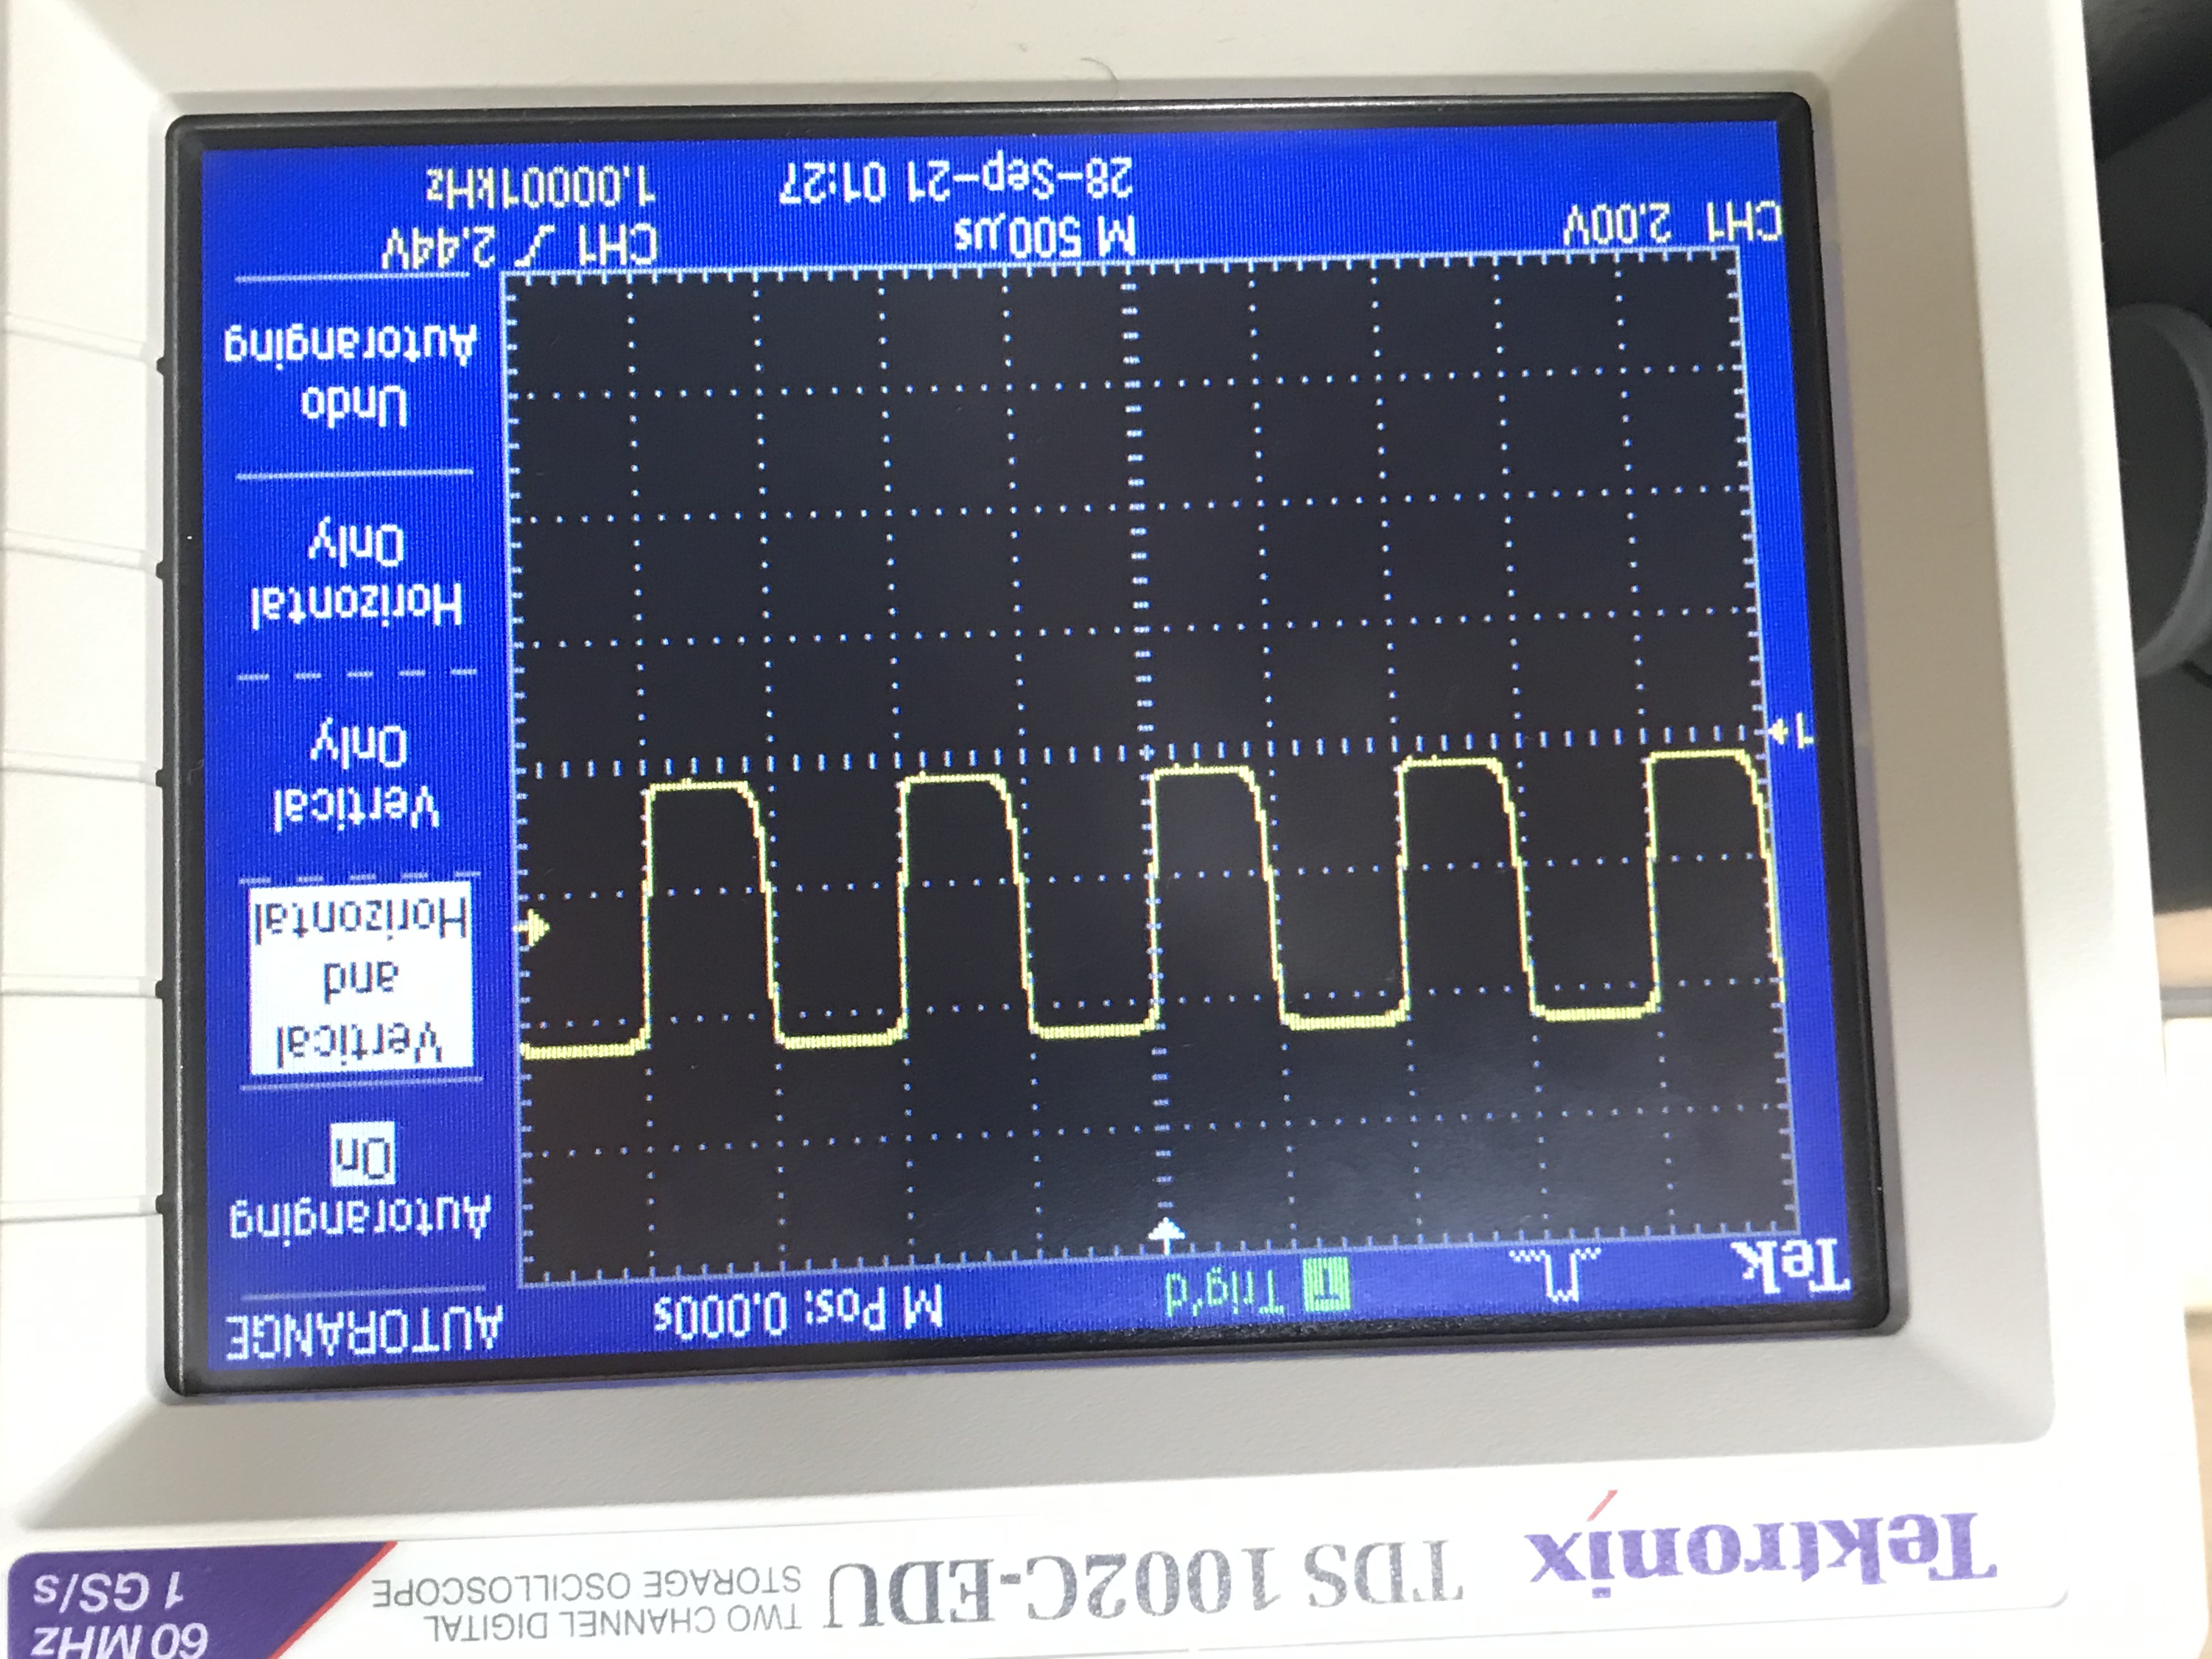 60 MHz
1 GS/s
Tektronix TDS 1002C-EDU TWO CHANNEL DIGITAL
STORAGE OSCILLOSCOPE
Tek T Trig'd M Pos: 0.000s AUTORANGE
Autoranging
On
Vertical
and
Horizontal
Vertical
Only
1
Horizontal
Only
Undo
Autoranging
CH1 2.00V M 500µs CH1 2.44V
28-Sep-21 01:27 1.00001kHz